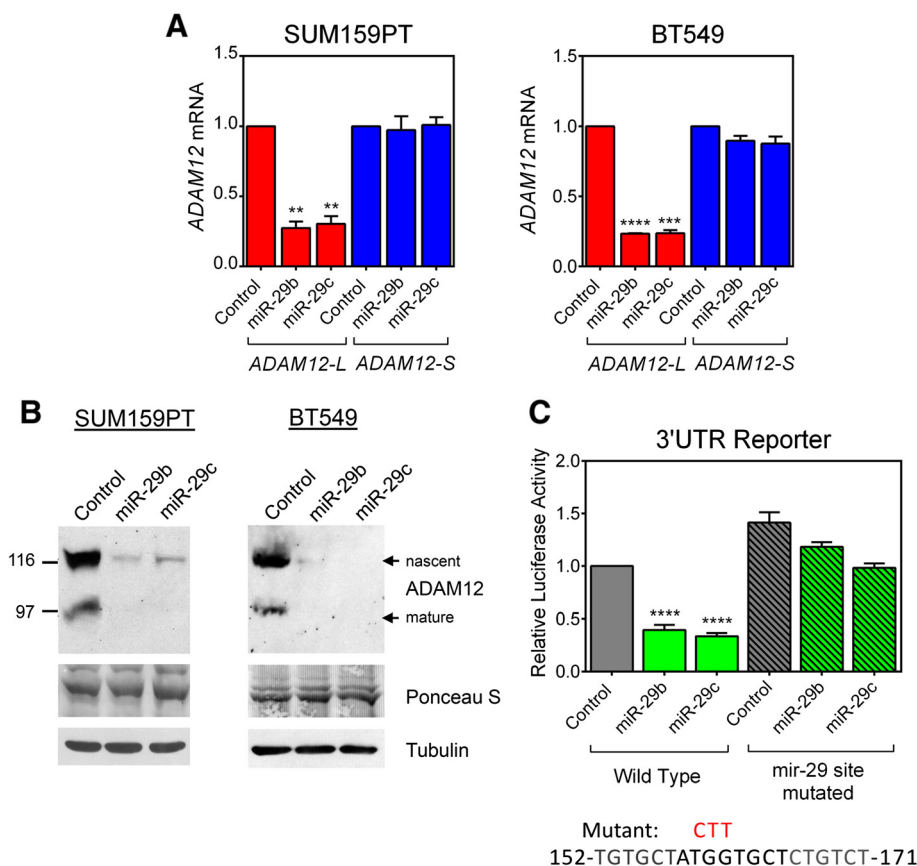 A
SUM159PT
BT549
ADAM12 mRNA
1.5
1.0
0.5
0.0
** **
Control
miR-29b
miR-29c
Control
miR-29b
miR-29c
ADAM12-L
ADAM12-S
ADAM12 mRNA
1.5
1.0
0.5
0.0
**** ***
Control
miR-29b
miR-29c
Control
miR-29b
miR-29c
ADAM12-L
ADAM12-S
B
SUM159PT
BT549
Control
miR-29b
miR-29c
Control
miR-29b
miR-29c
116
97
nascent
ADAM12
mature
Ponceau S
Tubulin
C
3'UTR Reporter
Relative Luciferase Activity
2.0
1.5
1.0
0.5
0.0
**** ****
Control
miR-29b
miR-29c
Control
miR-29b
miR-29c
Wild Type
mir-29 site
mutated
Mutant: CTT
152-TGTGCTATGGTGCTCTGTCT-171